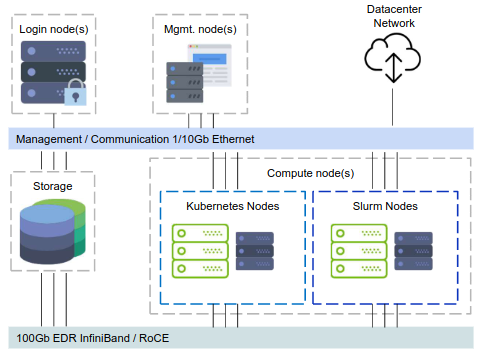 Login node(s)
Mgmt. node(s)
Datacenter
Network
Management / Communication 1/10Gb Ethernet
Storage
Compute node(s)
Kubernetes Nodes
Slurm Nodes
100Gb EDR InfiniBand / RoCE